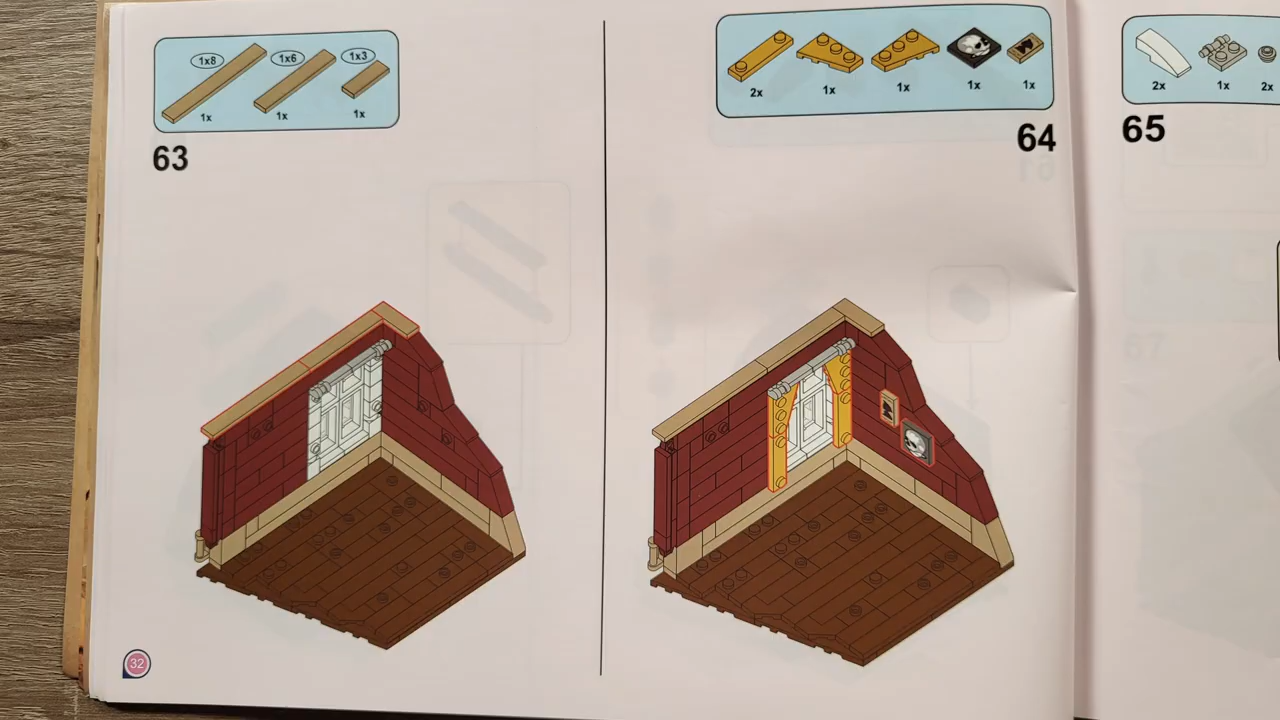 1x8 1x6 1x3
1x 1x 1x
63
2x 1x 1x 1x 1x
64
2x 1x 2x
65
32